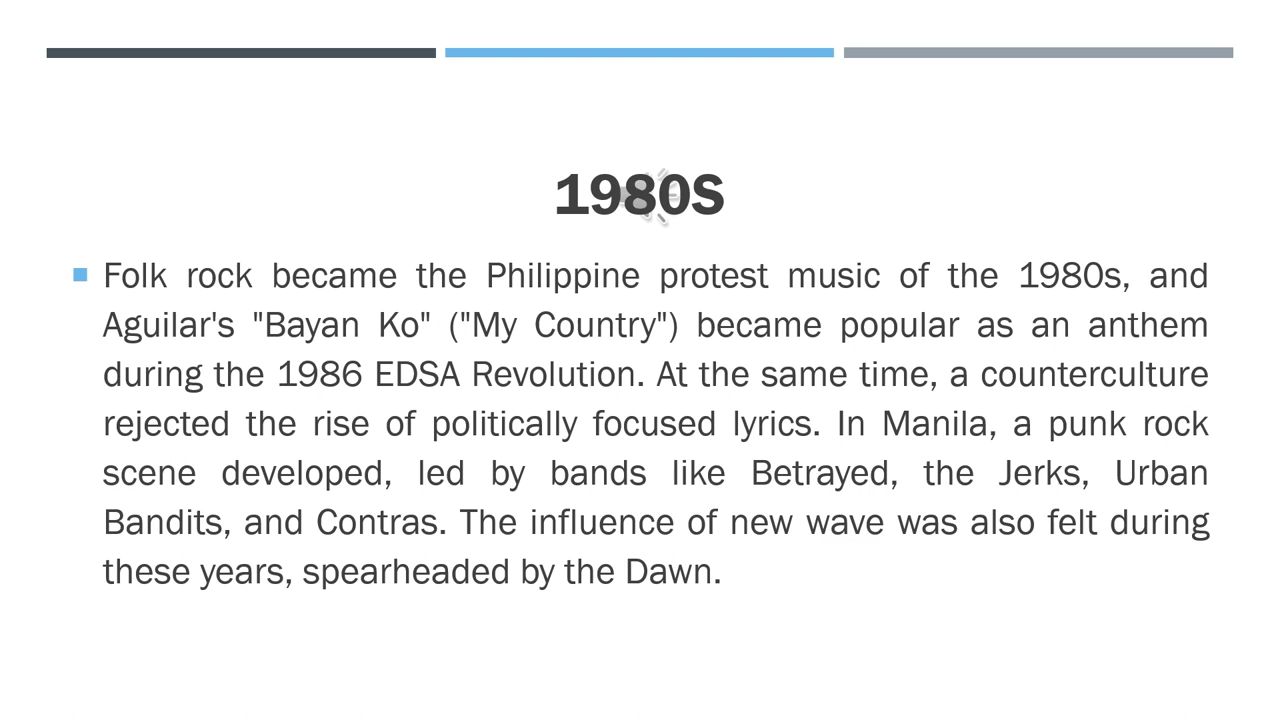 1980S
Folk rock became the Philippine protest music of the 1980s, and
Aguilar's "Bayan Ko" ("My Country") became popular as an anthem
during the 1986 EDSA Revolution. At the same time, a counterculture
rejected the rise of politically focused lyrics. In Manila, a punk rock
scene developed, led by bands like Betrayed, the Jerks, Urban
Bandits, and Contras. The influence of new wave was also felt during
these years, spearheaded by the Dawn.